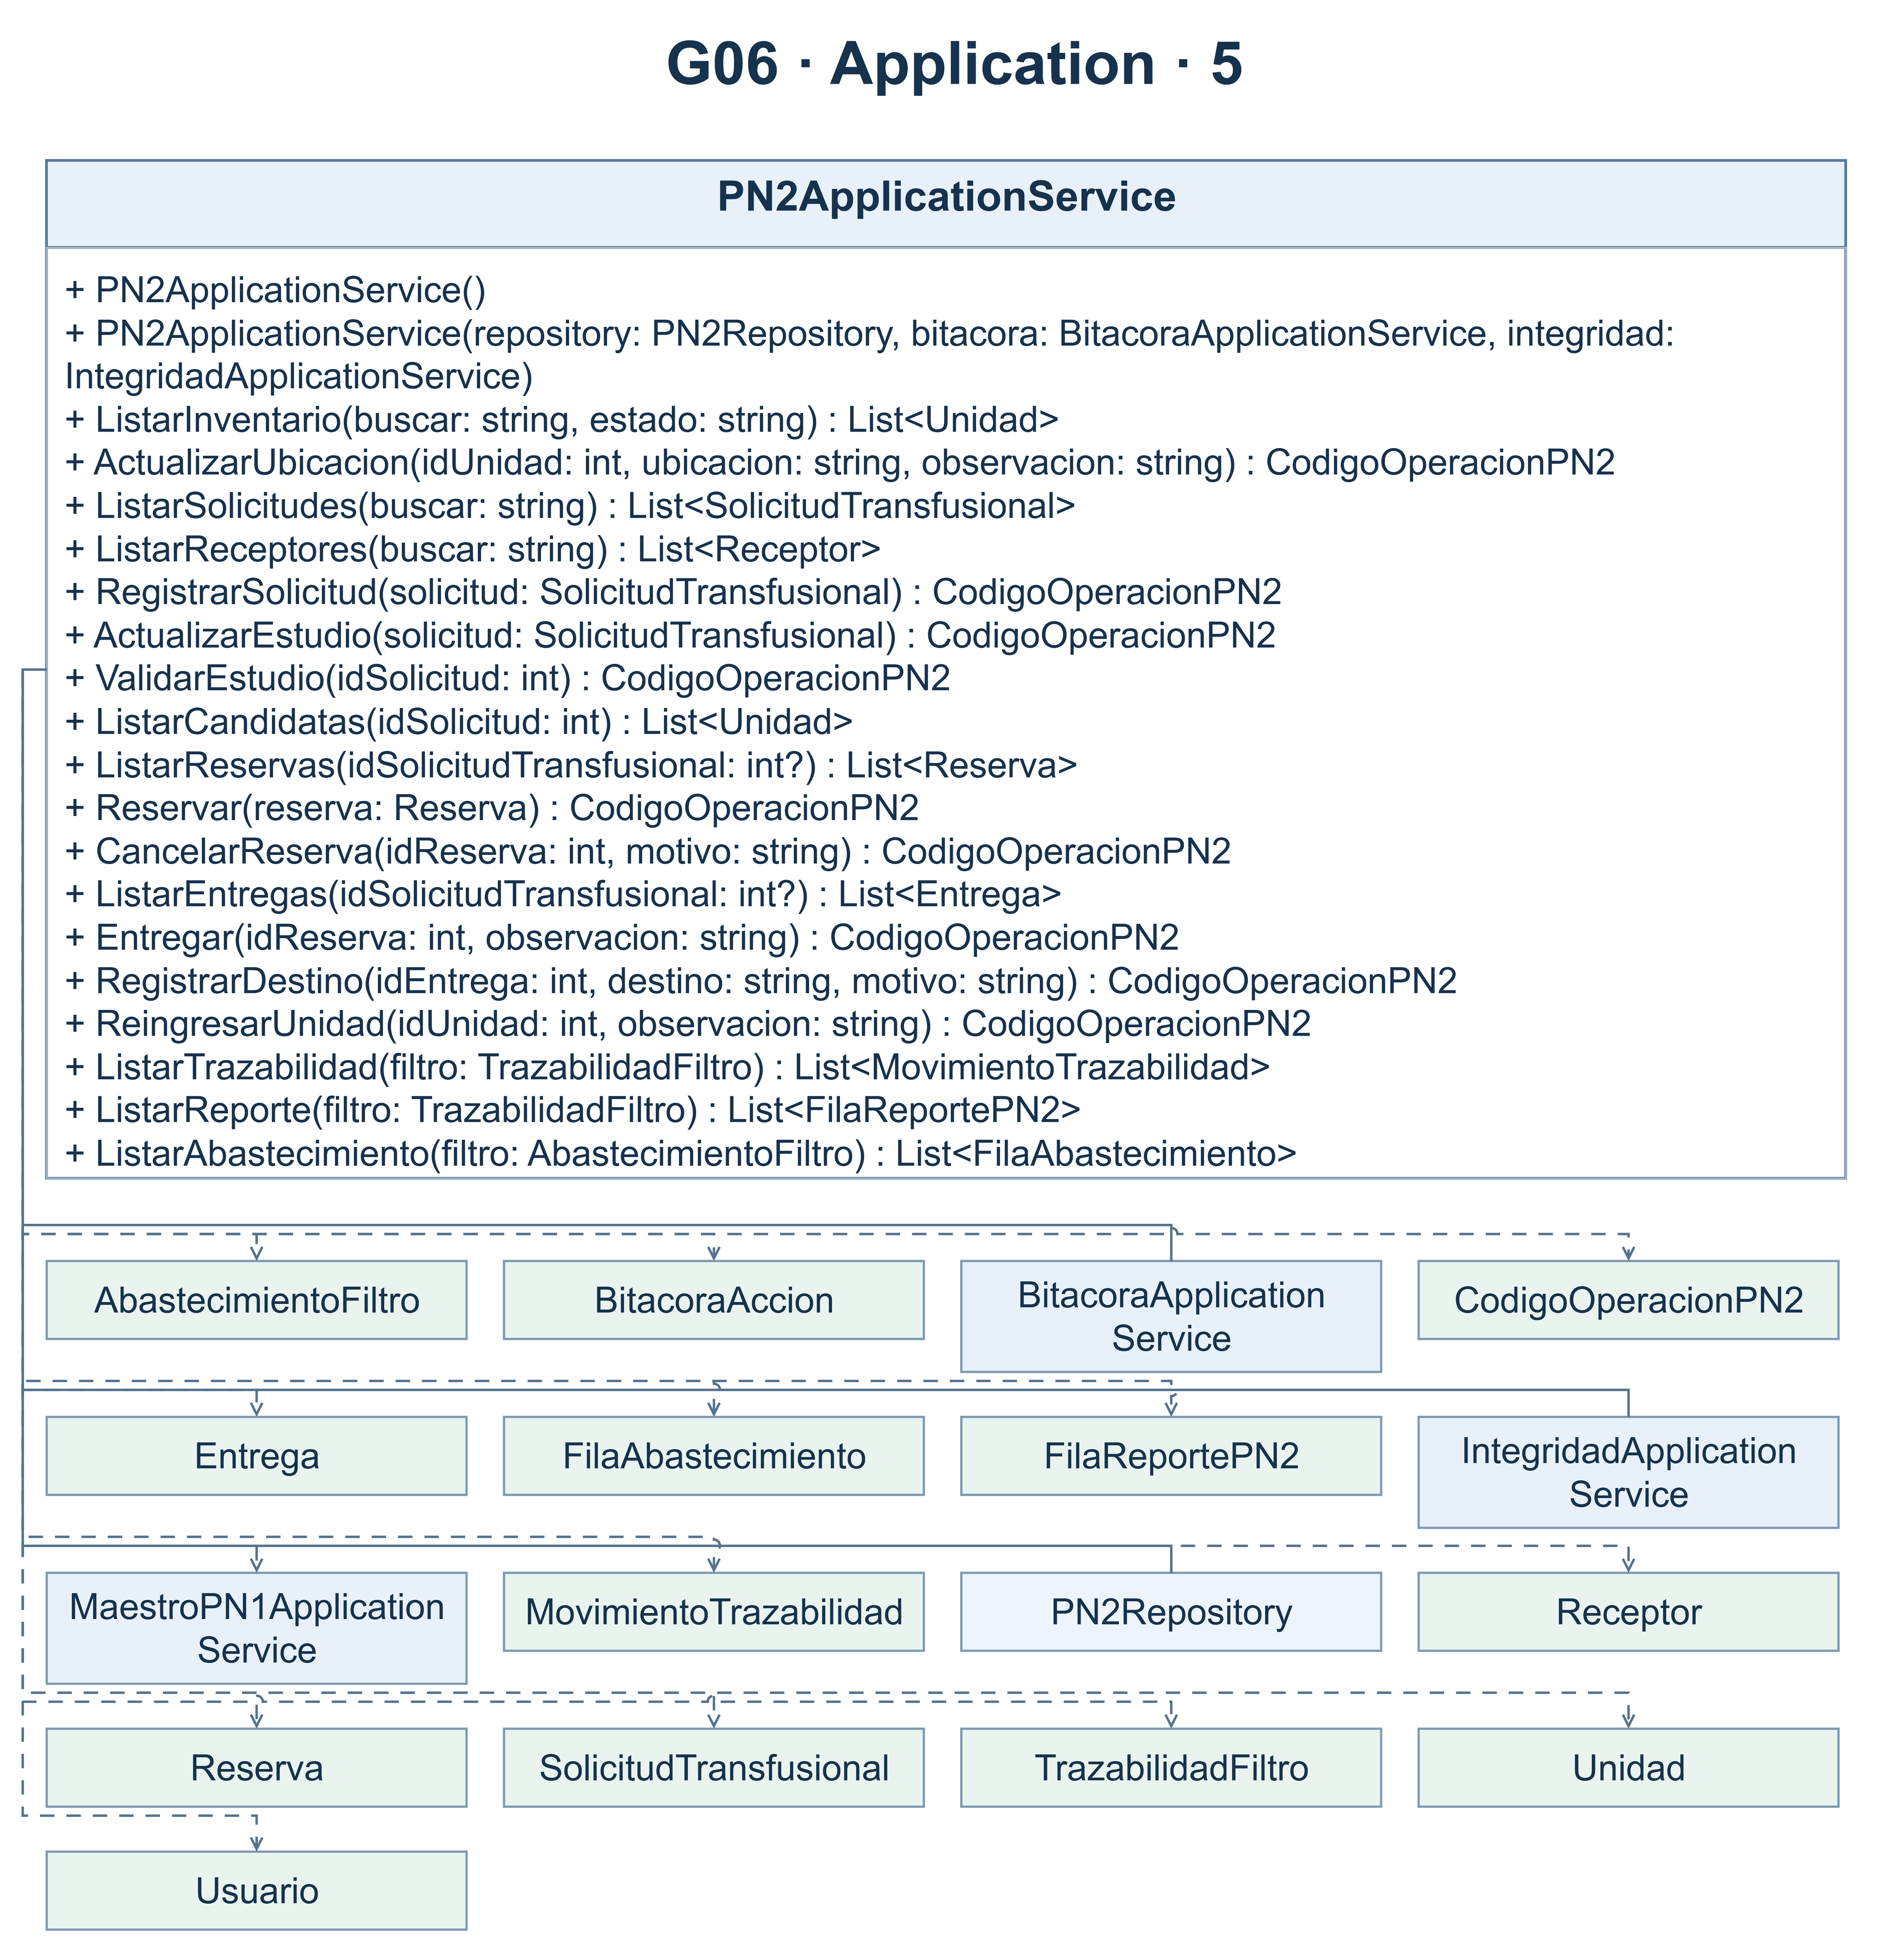 G06 · Application · 5
PN2ApplicationService
+ PN2ApplicationService()
+ PN2ApplicationService(repository: PN2Repository, bitacora: BitacoraApplicationService, integridad:
IntegridadApplicationService)
+ ListarInventario(buscar: string, estado: string) : List<Unidad>
+ ActualizarUbicacion(idUnidad: int, ubicacion: string, observacion: string) : CodigoOperacionPN2
+ ListarSolicitudes(buscar: string) : List<SolicitudTransfusional>
+ ListarReceptores(buscar: string) : List<Receptor>
+ RegistrarSolicitud(solicitud: SolicitudTransfusional) : CodigoOperacionPN2
+ ActualizarEstudio(solicitud: SolicitudTransfusional) : CodigoOperacionPN2
+ ValidarEstudio(idSolicitud: int) : CodigoOperacionPN2
+ ListarCandidatas(idSolicitud: int) : List<Unidad>
+ ListarReservas(idSolicitudTransfusional: int?) : List<Reserva>
+ Reservar(reserva: Reserva) : CodigoOperacionPN2
+ CancelarReserva(idReserva: int, motivo: string) : CodigoOperacionPN2
+ ListarEntregas(idSolicitudTransfusional: int?) : List<Entrega>
+ Entregar(idReserva: int, observacion: string) : CodigoOperacionPN2
+ RegistrarDestino(idEntrega: int, destino: string, motivo: string) : CodigoOperacionPN2
+ ReingresarUnidad(idUnidad: int, observacion: string) : CodigoOperacionPN2
+ ListarTrazabilidad(filtro: TrazabilidadFiltro) : List<MovimientoTrazabilidad>
+ ListarReporte(filtro: TrazabilidadFiltro) : List<FilaReportePN2>
+ ListarAbastecimiento(filtro: AbastecimientoFiltro) : List<FilaAbastecimiento>
AbastecimientoFiltro
BitacoraAccion
BitacoraApplication
Service
CodigoOperacionPN2
Entrega
FilaAbastecimiento
FilaReportePN2
IntegridadApplication
Service
MaestroPN1Application
Service
MovimientoTrazabilidad
PN2Repository
Receptor
Reserva
SolicitudTransfusional
TrazabilidadFiltro
Unidad
Usuario